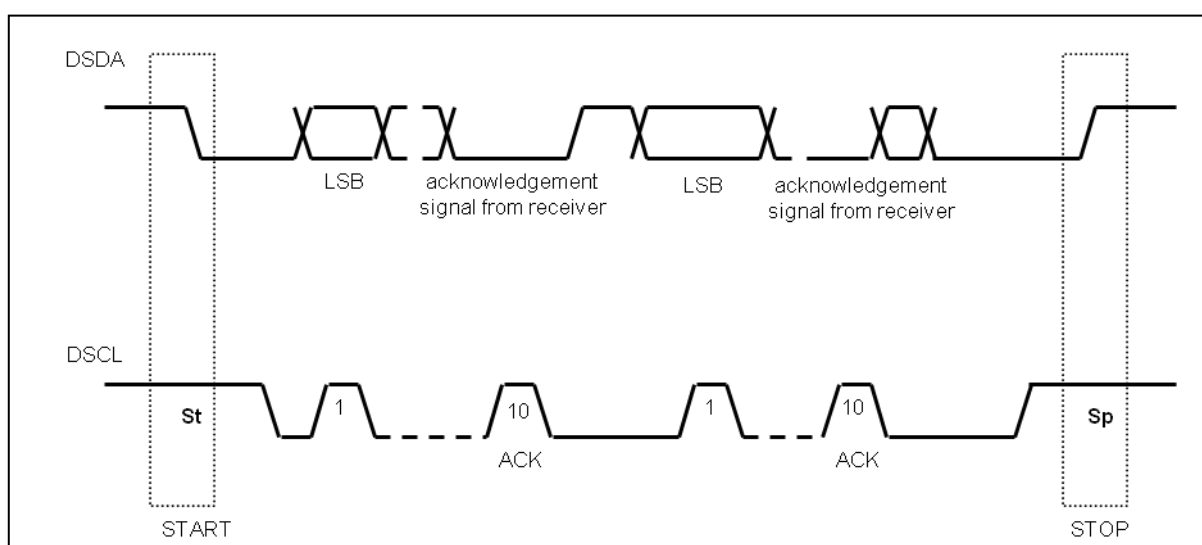 DSDA
LSB
acknowledgement
signal from receiver
LSB
acknowledgement
signal from receiver
DSCL
St
1
10
1
10
Sp
ACK
ACK
START
STOP